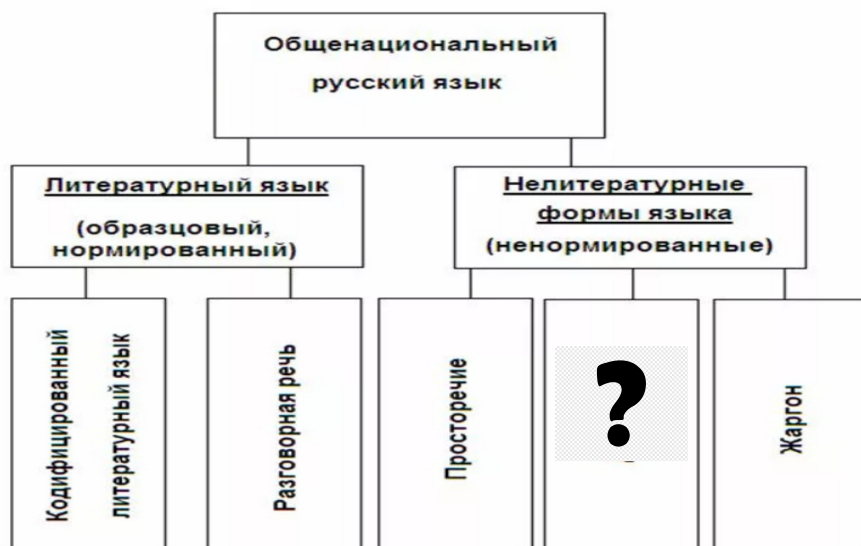 Общенациональный
русский язык
Литературный язык
(образцовый,
нормированный)
Нелитературные
формы языка
(ненормированные)
Кодифицированный
литературный язык
Разговорная речь
Просторечие
?
Жаргон